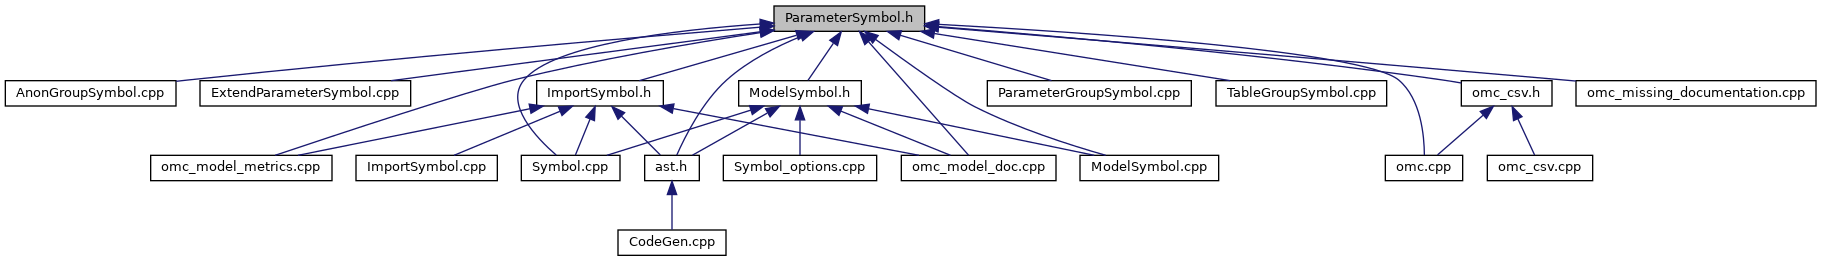 ParameterSymbol.h
AnonGroupSymbol.cpp
ExtendParameterSymbol.cpp
ImportSymbol.h
ModelSymbol.h
ParameterGroupSymbol.cpp
TableGroupSymbol.cpp
omc_csv.h
omc_missing_documentation.cpp
omc_model_metrics.cpp
ImportSymbol.cpp
Symbol.cpp
ast.h
Symbol_options.cpp
omc_model_doc.cpp
ModelSymbol.cpp
omc.cpp
omc_csv.cpp
CodeGen.cpp